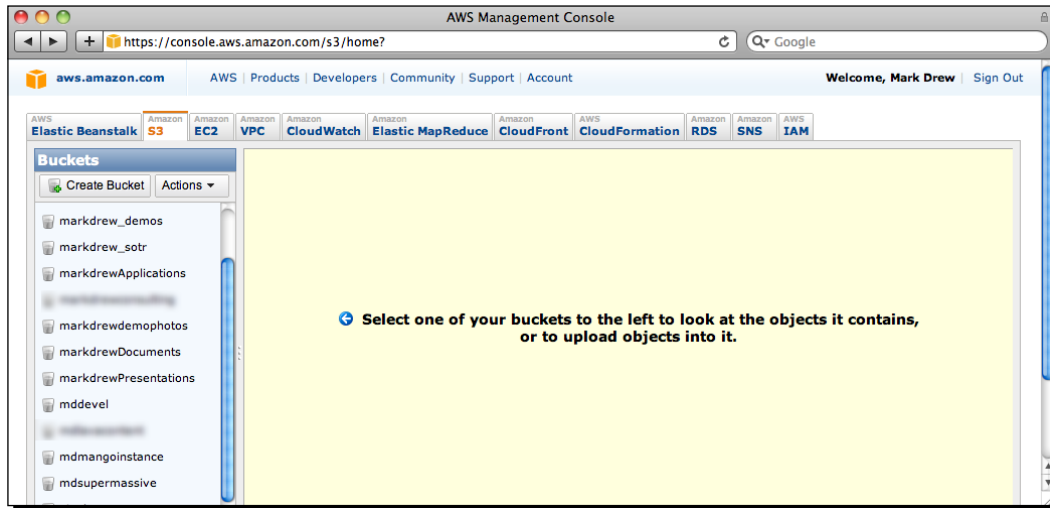 AWS Management Console
https://console.aws.amazon.com/s3/home?
Google
aws.amazon.com
AWS | Products | Developers | Community | Support | Account
Welcome, Mark Drew | Sign Out
AWS Elastic Beanstalk
Amazon S3
Amazon EC2
Amazon VPC
Amazon CloudWatch
Amazon Elastic MapReduce
Amazon CloudFront
AWS CloudFormation
Amazon RDS
Amazon SNS
AWS IAM
Buckets
Create Bucket
Actions
markdrew_demos
markdrew_sotr
markdrewApplications
markdrewdemophotos
markdrewDocuments
markdrewPresentations
mddevel
mdmangoinstance
mdsupermassive
Select one of your buckets to the left to look at the objects it contains,
or to upload objects into it.